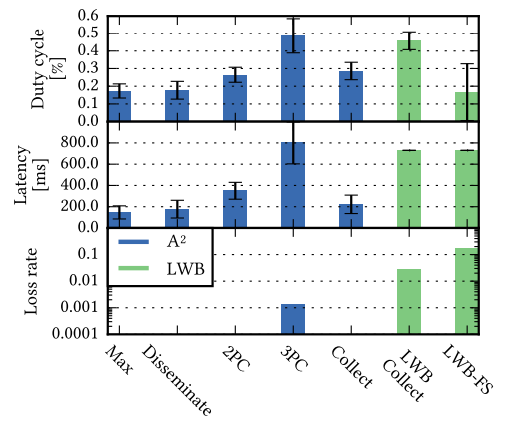 Duty cycle
[%]
0.6
0.5
0.4
0.3
0.2
0.1
0.0
Latency
[ms]
800.0
600.0
400.0
200.0
0.0
Loss rate
0.1
0.01
0.001
0.0001
A²
LWB
Max
Disseminate
2PC
3PC
Collect
LWB
Collect
LWB-FS